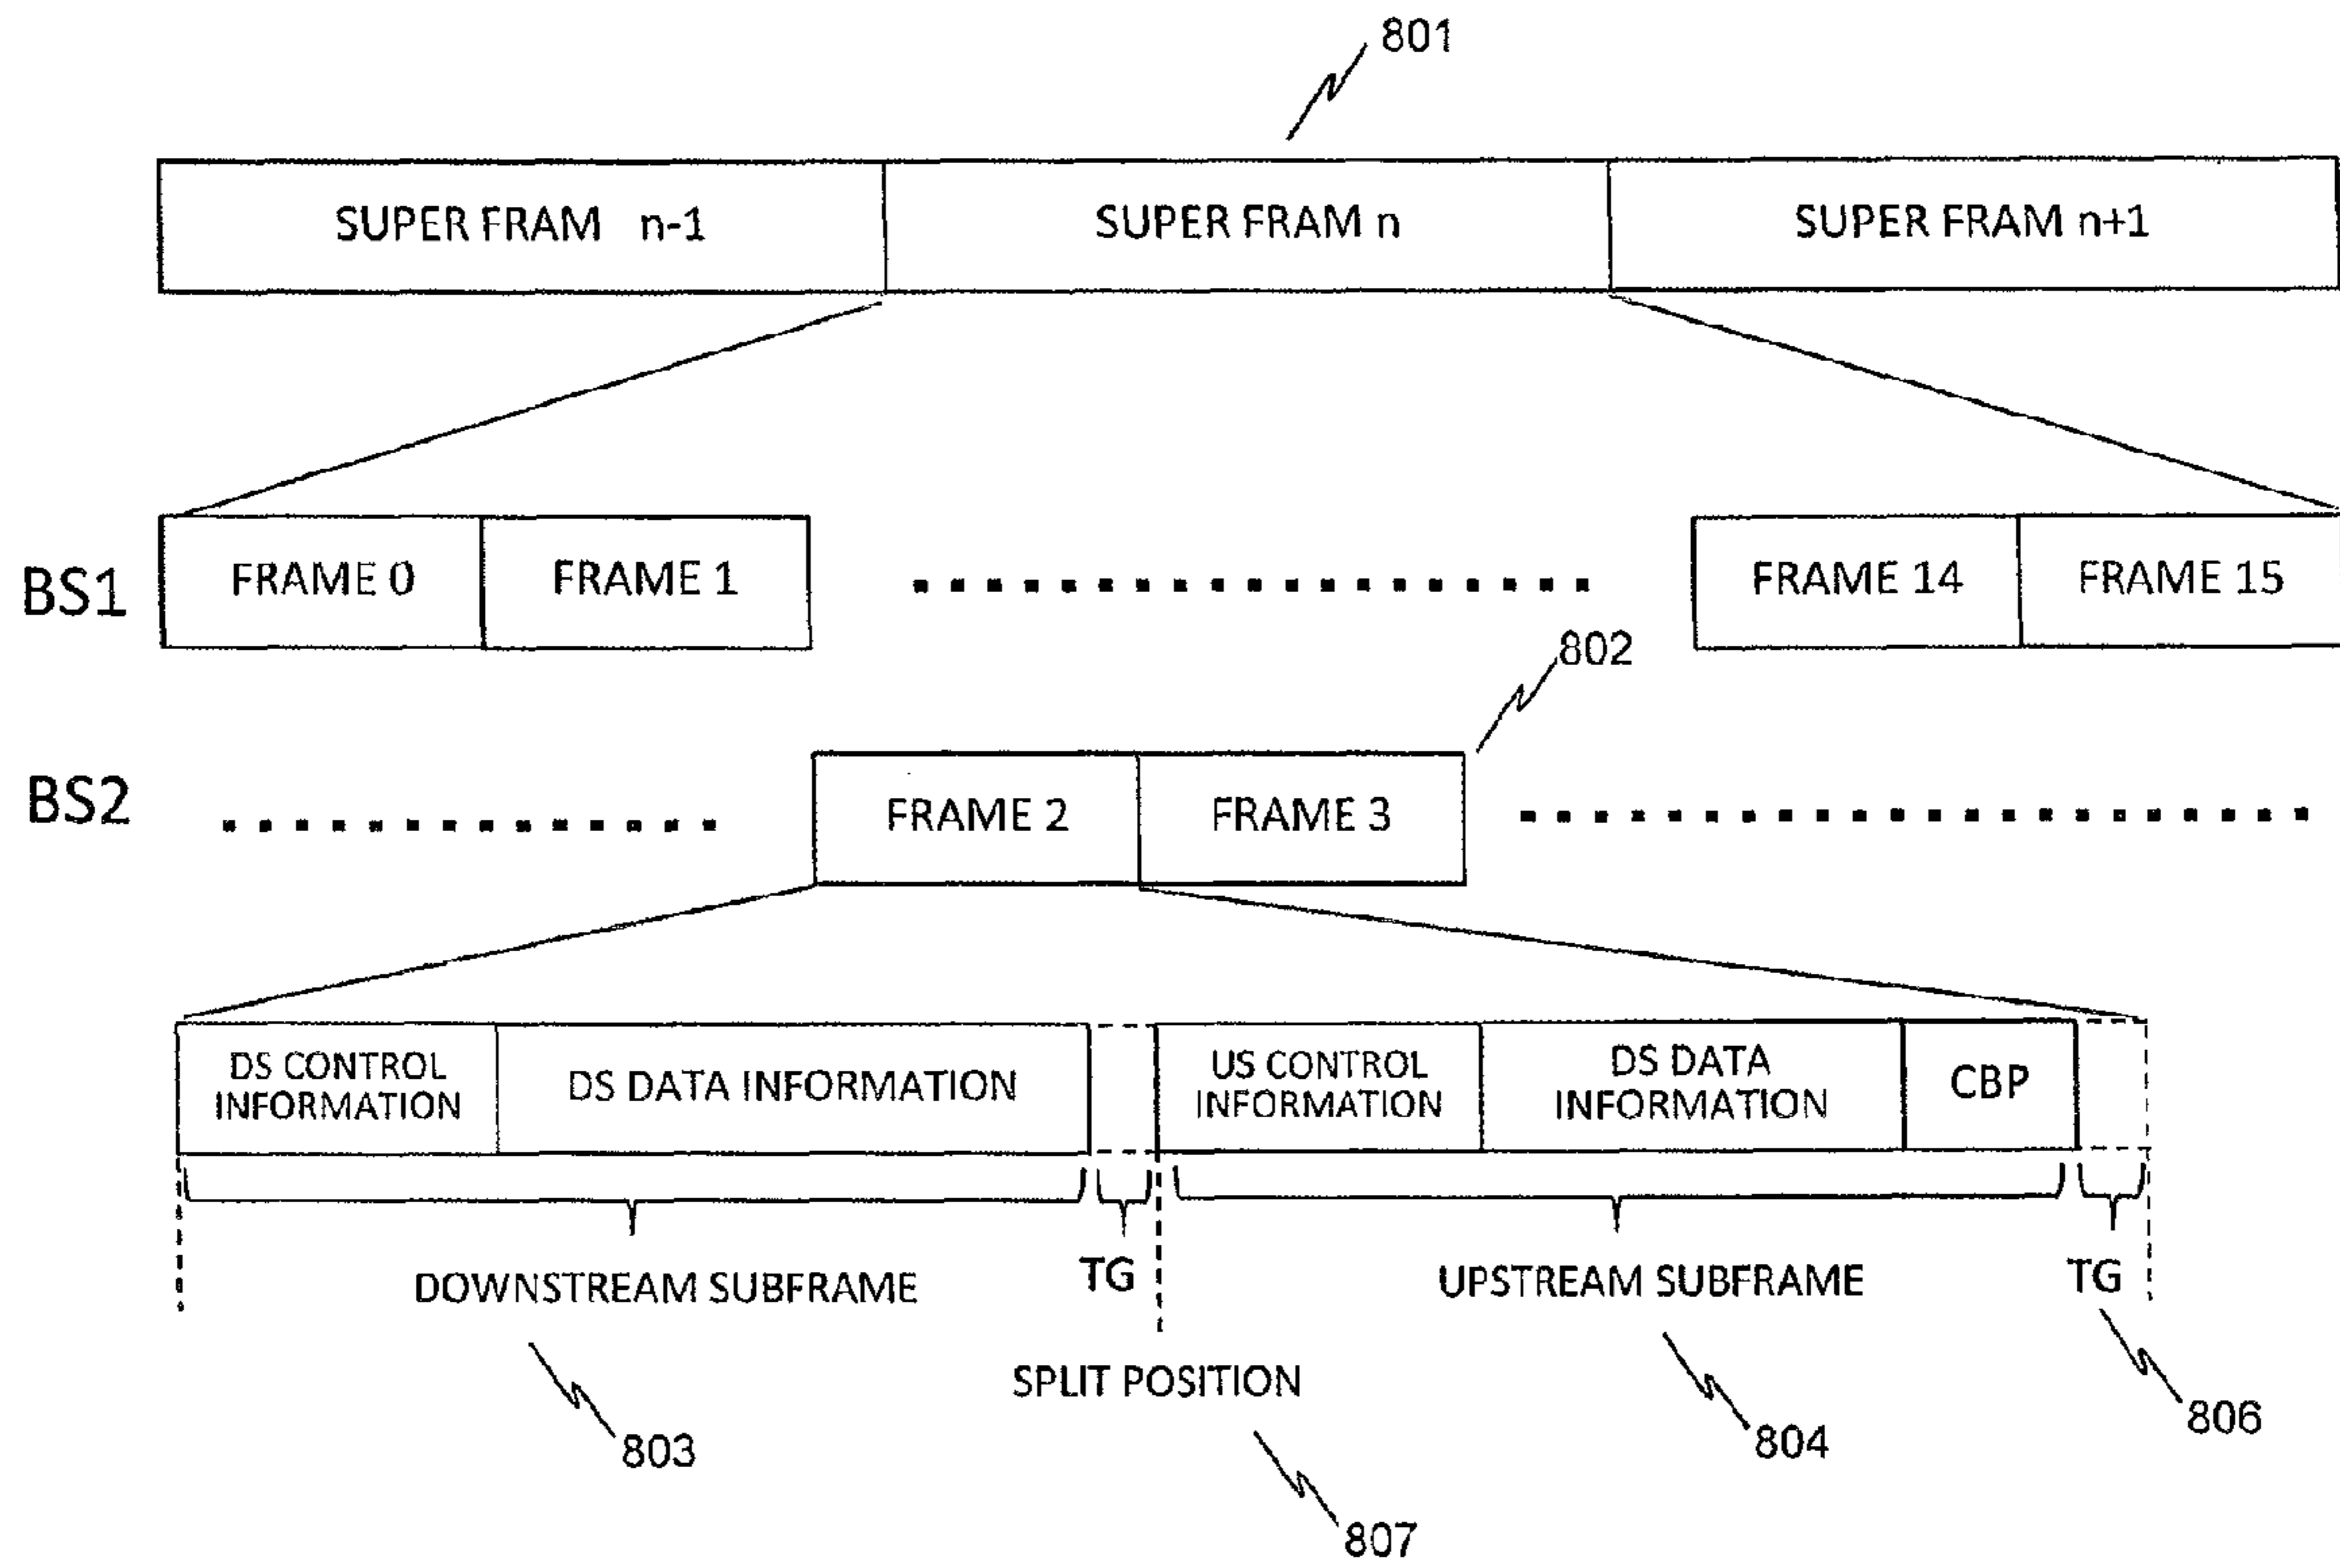 801
SUPER FRAM n-1
SUPER FRAM n
SUPER FRAM n+1
BS1
FRAME 0
FRAME 1
FRAME 14
FRAME 15
802
BS2
FRAME 2
FRAME 3
DS CONTROL
INFORMATION
DS DATA INFORMATION
US CONTROL
INFORMATION
DS DATA
INFORMATION
CBP
DOWNSTREAM SUBFRAME
TG
UPSTREAM SUBFRAME
TG
SPLIT POSITION
803
804
806
807